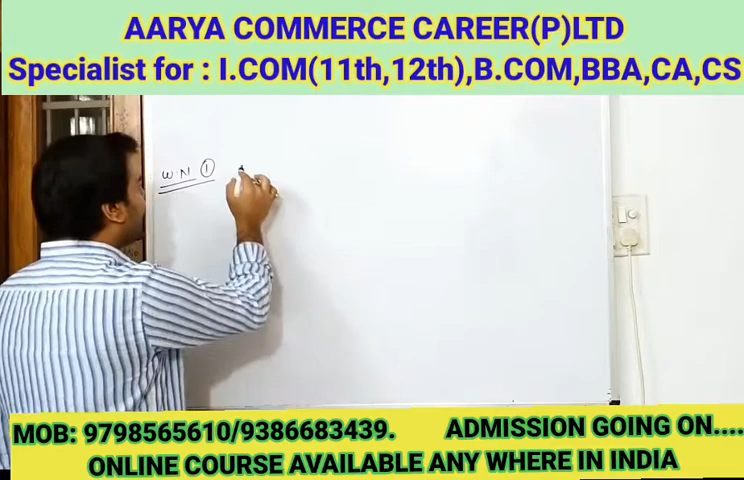 AARYA COMMERCE CAREER(P)LTD
Specialist for : I.COM(11th,12th),B.COM,BBA,CA,CS
W.N ①
MOB: 9798565610/9386683439. ADMISSION GOING ON....
ONLINE COURSE AVAILABLE ANY WHERE IN INDIA